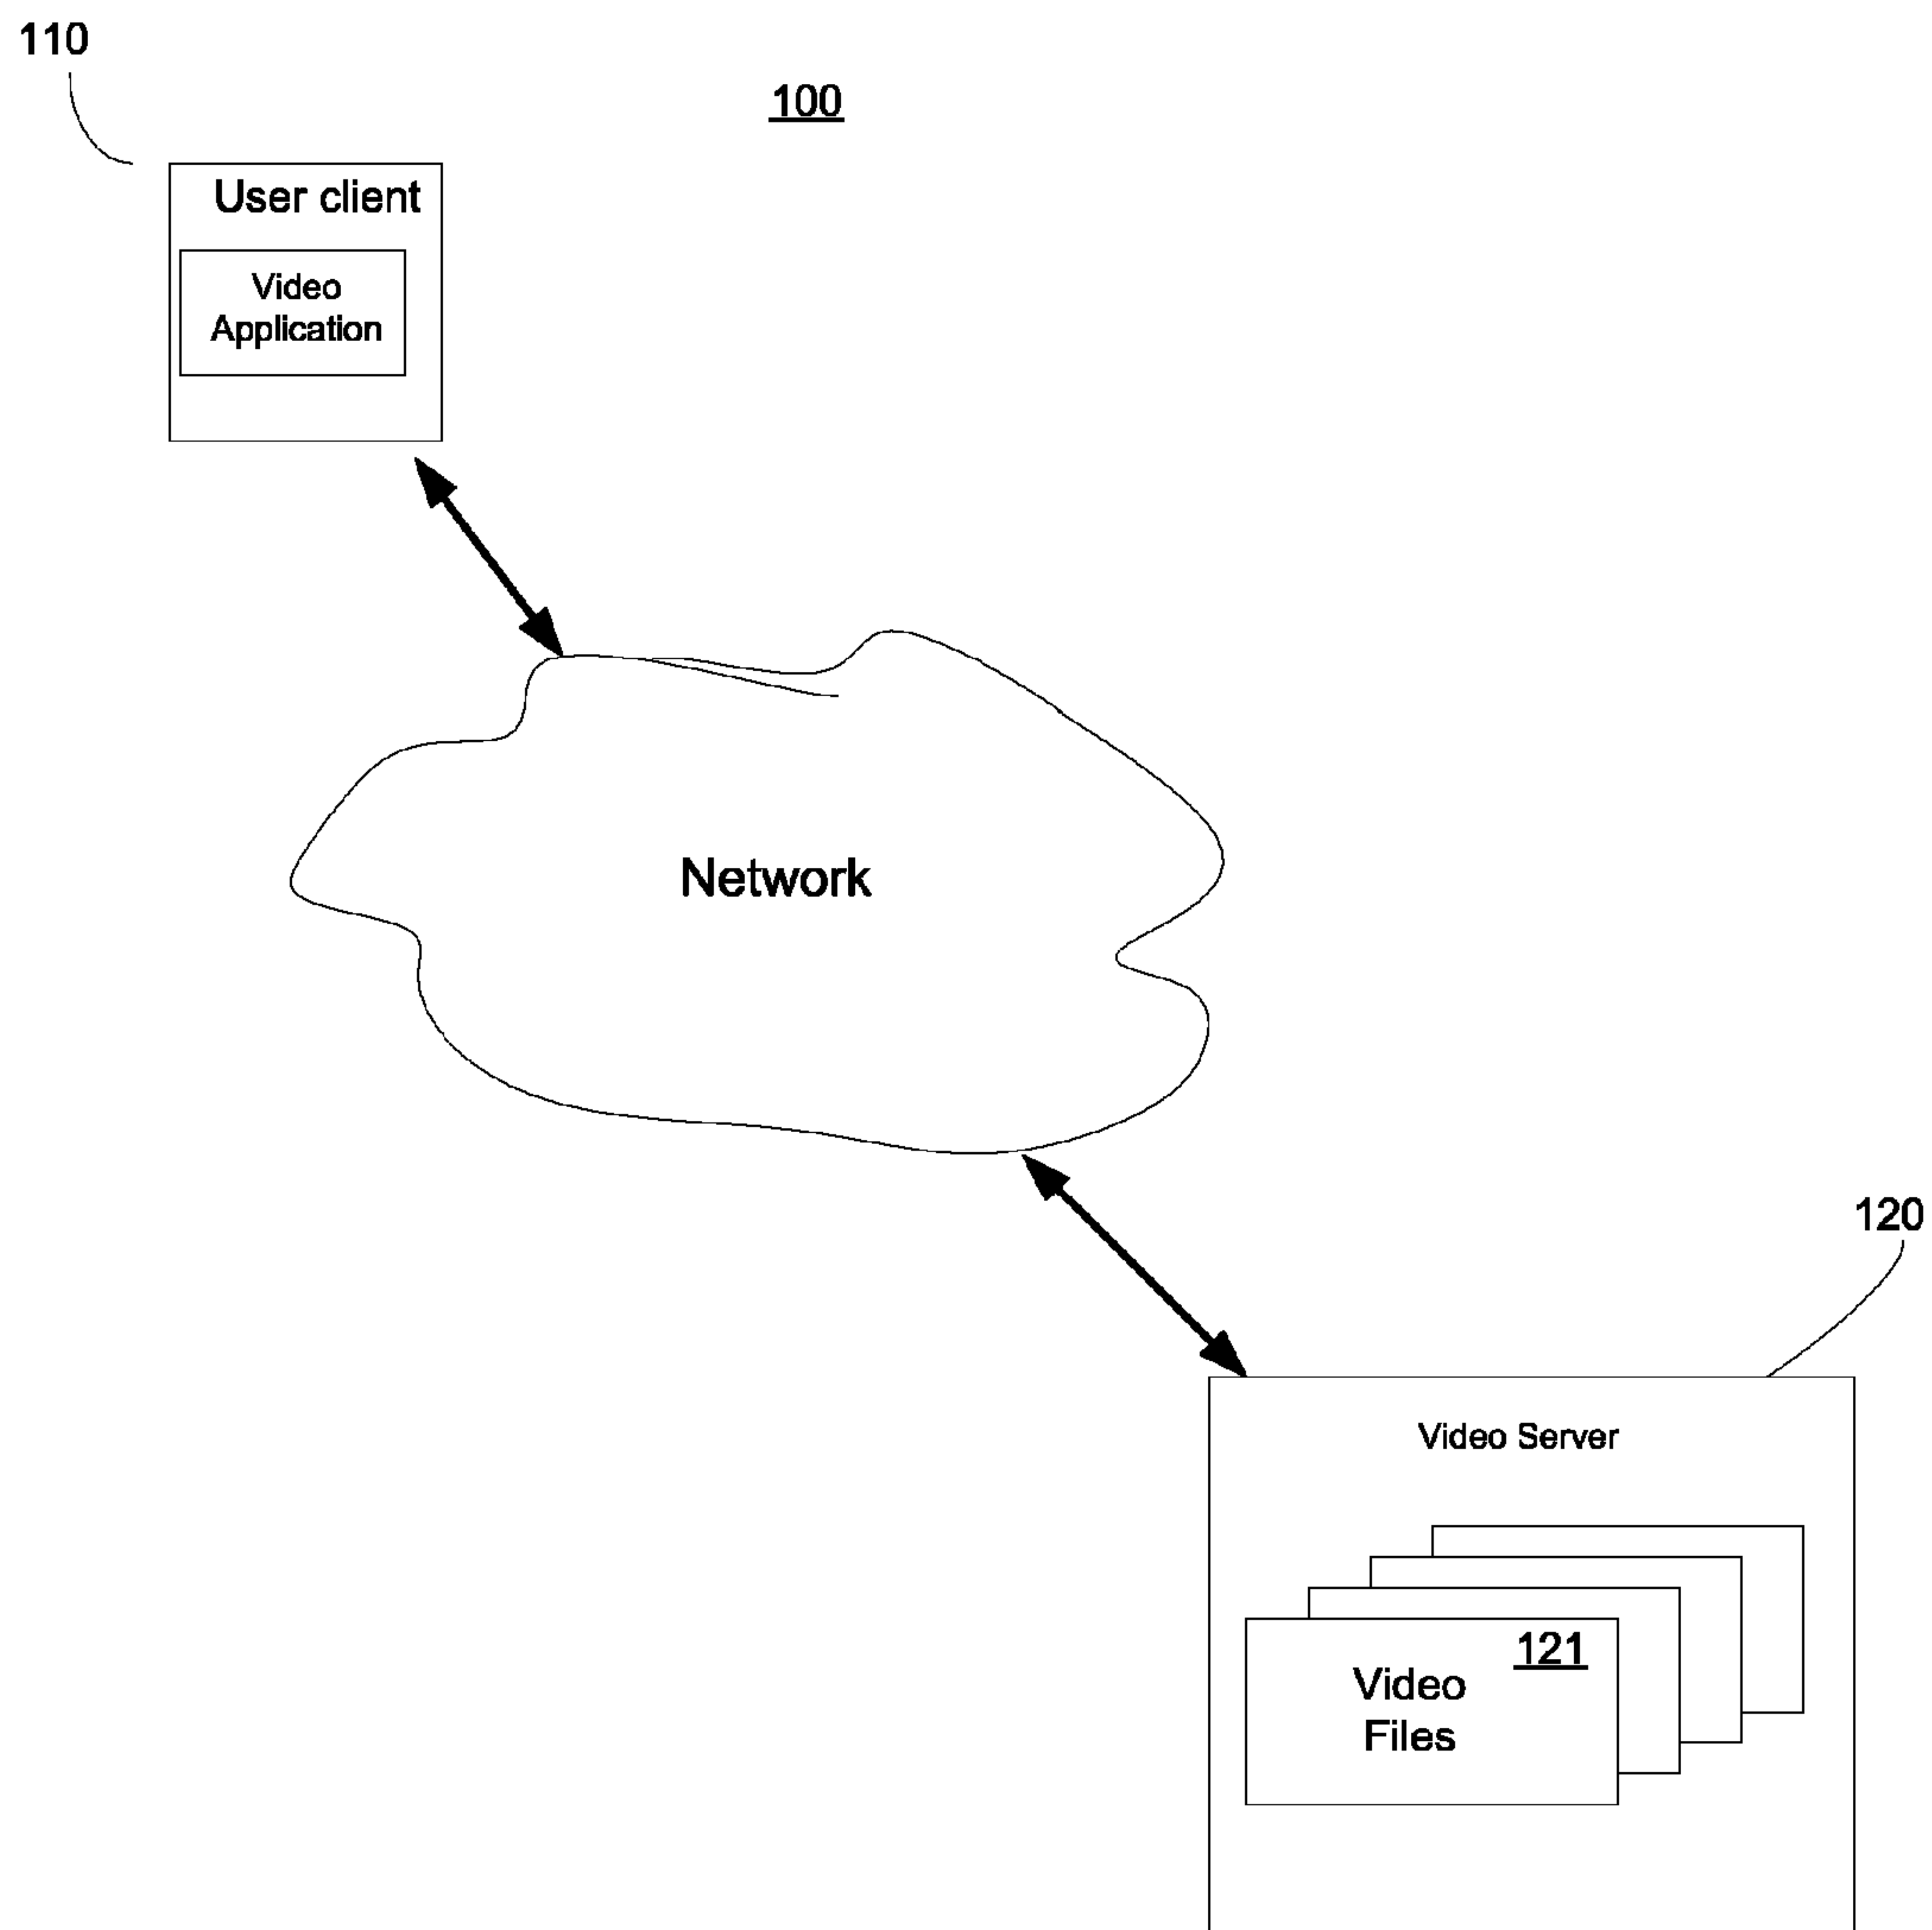 110
100
User client
Video
Application
Network
120
Video Server
121
Video
Files